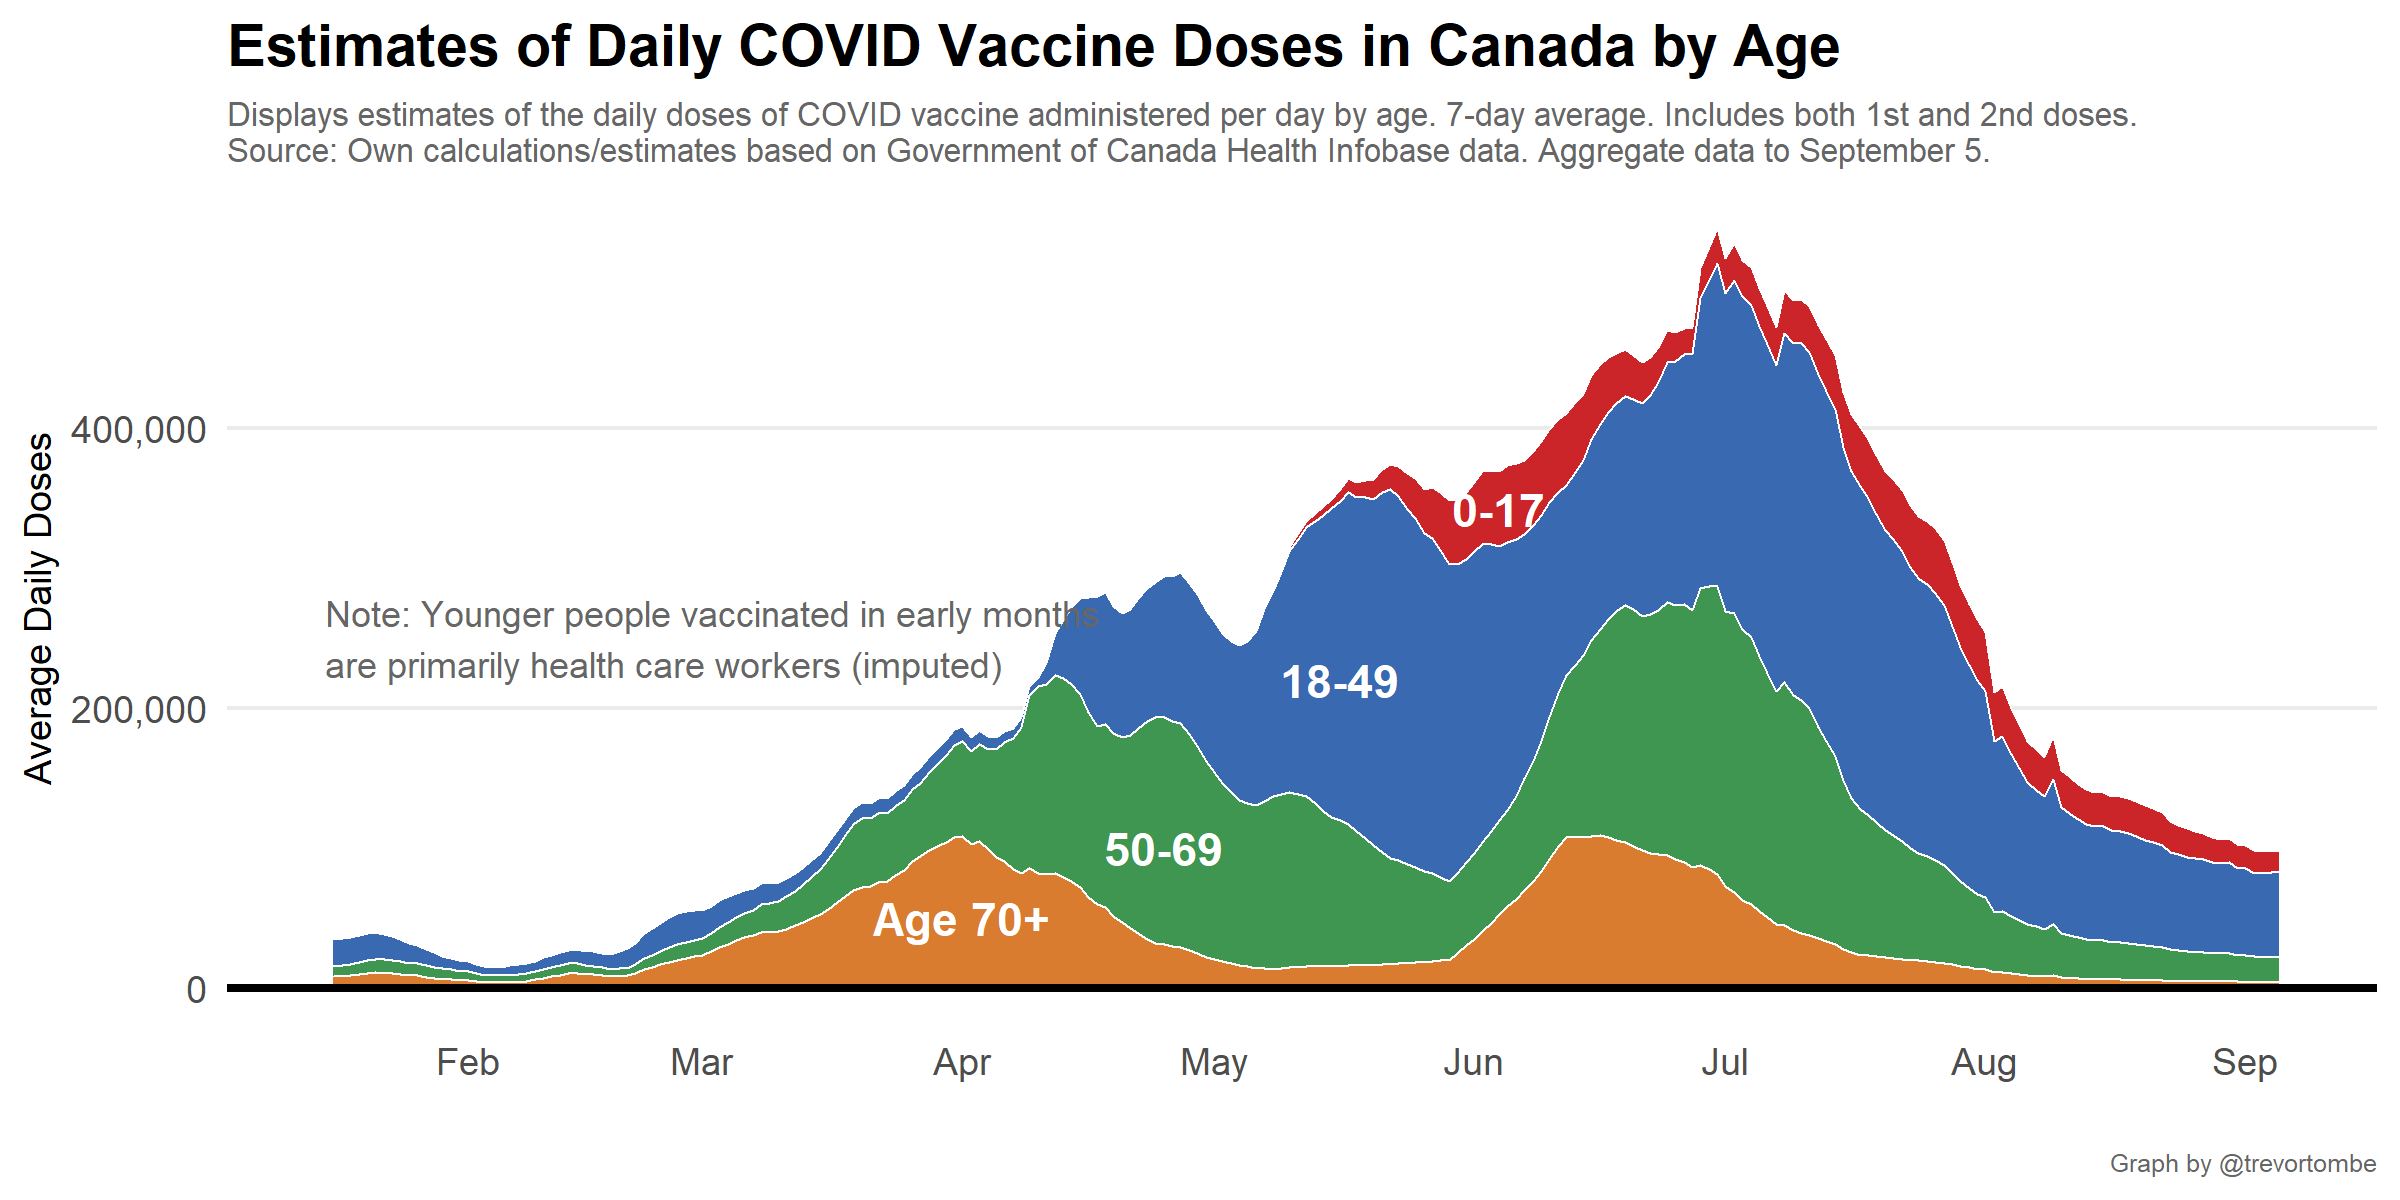 Estimates of Daily COVID Vaccine Doses in Canada by Age
Displays estimates of the daily doses of COVID vaccine administered per day by age. 7-day average. Includes both 1st and 2nd doses.
Source: Own calculations/estimates based on Government of Canada Health Infobase data. Aggregate data to September 5.
Average Daily Doses
400,000
200,000
0
Note: Younger people vaccinated in early months
are primarily health care workers (imputed)
0-17
18-49
50-69
Age 70+
Feb
Mar
Apr
May
Jun
Jul
Aug
Sep
Graph by @trevortombe